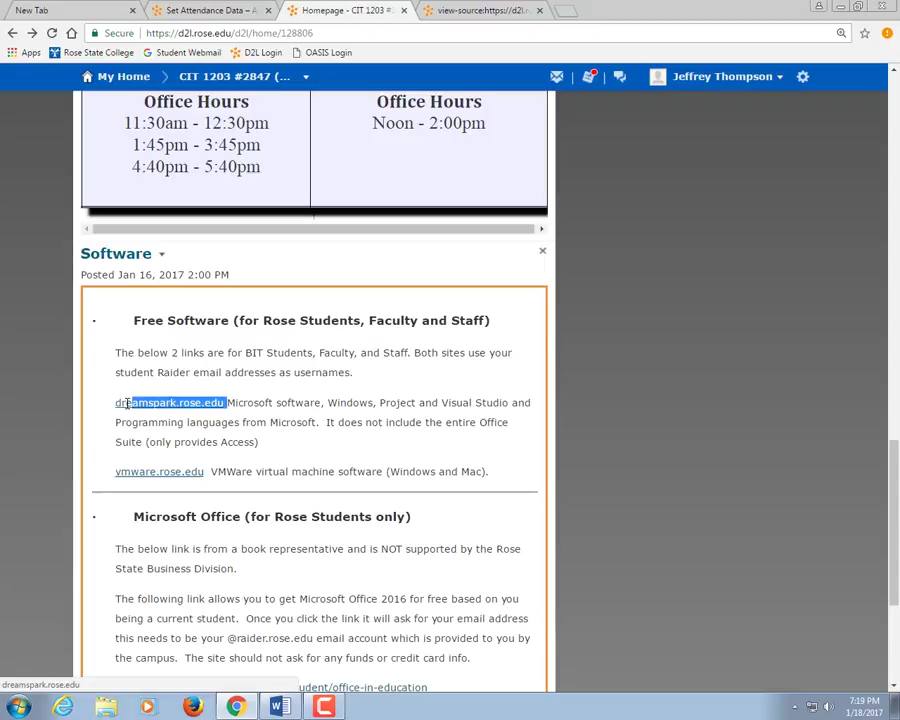 New Tab
Set Attendance Data – A
Homepage - CIT 1203 #2
view-source:https://d2l.r
Secure
https://d2l.rose.edu/d2l/home/128806
Apps
Rose State College
Student Webmail
D2L Login
OASIS Login
My Home
CIT 1203 #2847 (...
Jeffrey Thompson
Office Hours
11:30am - 12:30pm
1:45pm - 3:45pm
4:40pm - 5:40pm
Office Hours
Noon - 2:00pm
Software
Posted Jan 16, 2017 2:00 PM
· Free Software (for Rose Students, Faculty and Staff)
The below 2 links are for BIT Students, Faculty, and Staff. Both sites use your
student Raider email addresses as usernames.
dreamspark.rose.edu Microsoft software, Windows, Project and Visual Studio and
Programming languages from Microsoft. It does not include the entire Office
Suite (only provides Access)
vmware.rose.edu VMWare virtual machine software (Windows and Mac).
· Microsoft Office (for Rose Students only)
The below link is from a book representative and is NOT supported by the Rose
State Business Division.
The following link allows you to get Microsoft Office 2016 for free based on you
being a current student. Once you click the link it will ask for your email address
this needs to be your @raider.rose.edu email account which is provided to you by
the campus. The site should not ask for any funds or credit card info.
udent/office-in-education
dreamspark.rose.edu
7:19 PM
1/18/2017